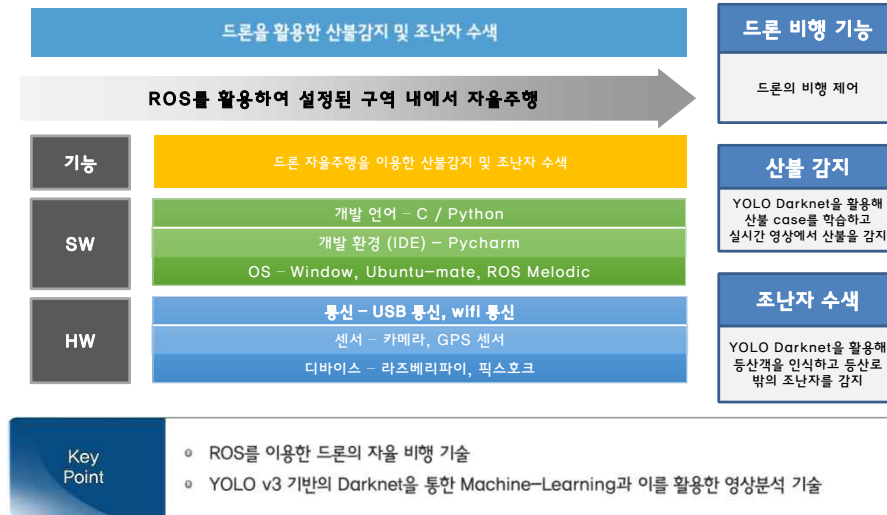 드론을 활용한 산불감지 및 조난자 수색
ROS를 활용하여 설정된 구역 내에서 자율주행
기능
드론 자율주행을 이용한 산불감지 및 조난자 수색
SW
개발 언어 – C / Python
개발 환경 (IDE) – Pycharm
OS – Window, Ubuntu-mate, ROS Melodic
HW
통신 – USB 통신, wifi 통신
센서 – 카메라, GPS 센서
디바이스 – 라즈베리파이, 픽스호크
드론 비행 기능
드론의 비행 제어
산불 감지
YOLO Darknet을 활용해
산불 case를 학습하고
실시간 영상에서 산불을 감지
조난자 수색
YOLO Darknet을 활용해
등산객을 인식하고 등산로
밖의 조난자를 감지
Key
Point
ROS를 이용한 드론의 자율 비행 기술
YOLO v3 기반의 Darknet을 통한 Machine-Learning과 이를 활용한 영상분석 기술